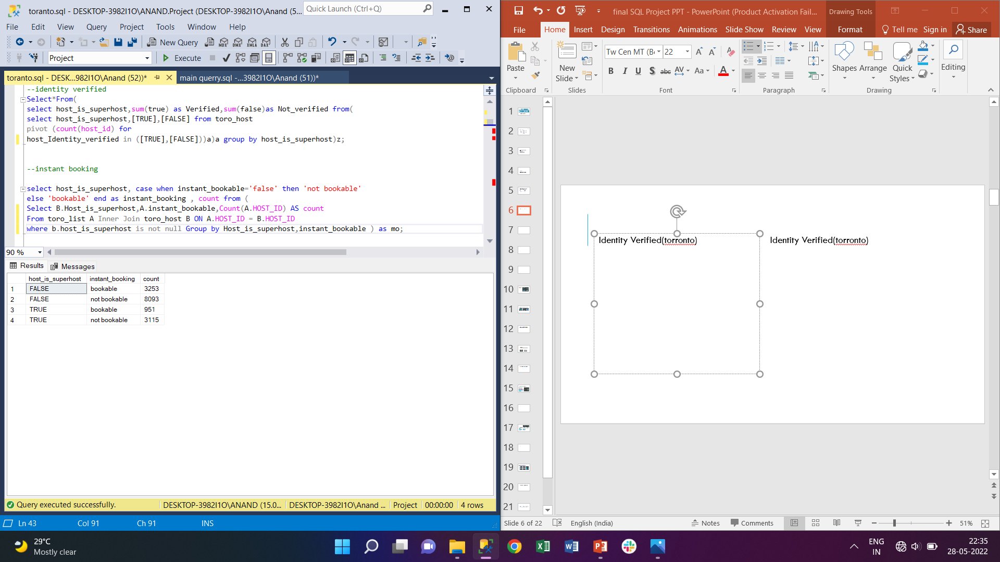 toranto.sql - DESKTOP-3982I1O\ANAND.Project (DESKTOP-3982I1O\Anand (5...
Quick Launch (Ctrl+Q)
File Edit View Query Project Tools Window Help
New Query
Project
Execute
toranto.sql - DESK...982I1O\Anand (52))*
main querry.sql -...3982I1O\Anand (51))*
--identity verified
Select*From(
select host_is_superhost,sum(true) as Verified,sum(false)as Not_verified from(
select host_is_superhost,[TRUE],[FALSE] from toro_host
pivot (count(host_id) for
host_Identity_verified in ([TRUE],[FALSE]))a)a group by host_is_superhost)z;
--instant booking
select host_is_superhost, case when instant_bookable='false' then 'not bookable'
else 'bookable' end as instant_booking , count from (
Select B.Host_is_superhost,A.instant_bookable,Count(A.HOST_ID) AS count
From toro_list A Inner Join toro_host B ON A.HOST_ID = B.HOST_ID
where b.host_is_superhost is not null Group by Host_is_superhost,instant_bookable ) as mo;
90 %
Results Messages
host_is_superhost instant_booking count
1 FALSE bookable 3253
2 FALSE not bookable 8093
3 TRUE bookable 951
4 TRUE not bookable 3115
Query executed successfully.
DESKTOP-3982I1O\ANAND (15.0... DESKTOP-3982I1O\Anand ... Project 00:00:00 4 rows
Ln 43 Col 91 Ch 91 INS
final SQL Project PPT - PowerPoint (Product Activation Fail...
Drawing Tools
File Home Insert Design Transitions Animations Slide Show Review View Format Tell me Sign in Share
Paste
New Slide
Tw Cen MT (B 22
B I U S abc AV Aa A
Shapes Arrange Quick Styles
Editing
Clipboard Slides Font Paragraph Drawing
1
2
3
4
5
6
7
8
9
10
11
12
13
14
15
16
17
18
19
20
21
Identity Verified(torronto)
Identity Verified(torronto)
Slide 6 of 22 English (India) Notes Comments 51%
29°C
Mostly clear
ENG
IN
22:35
28-05-2022